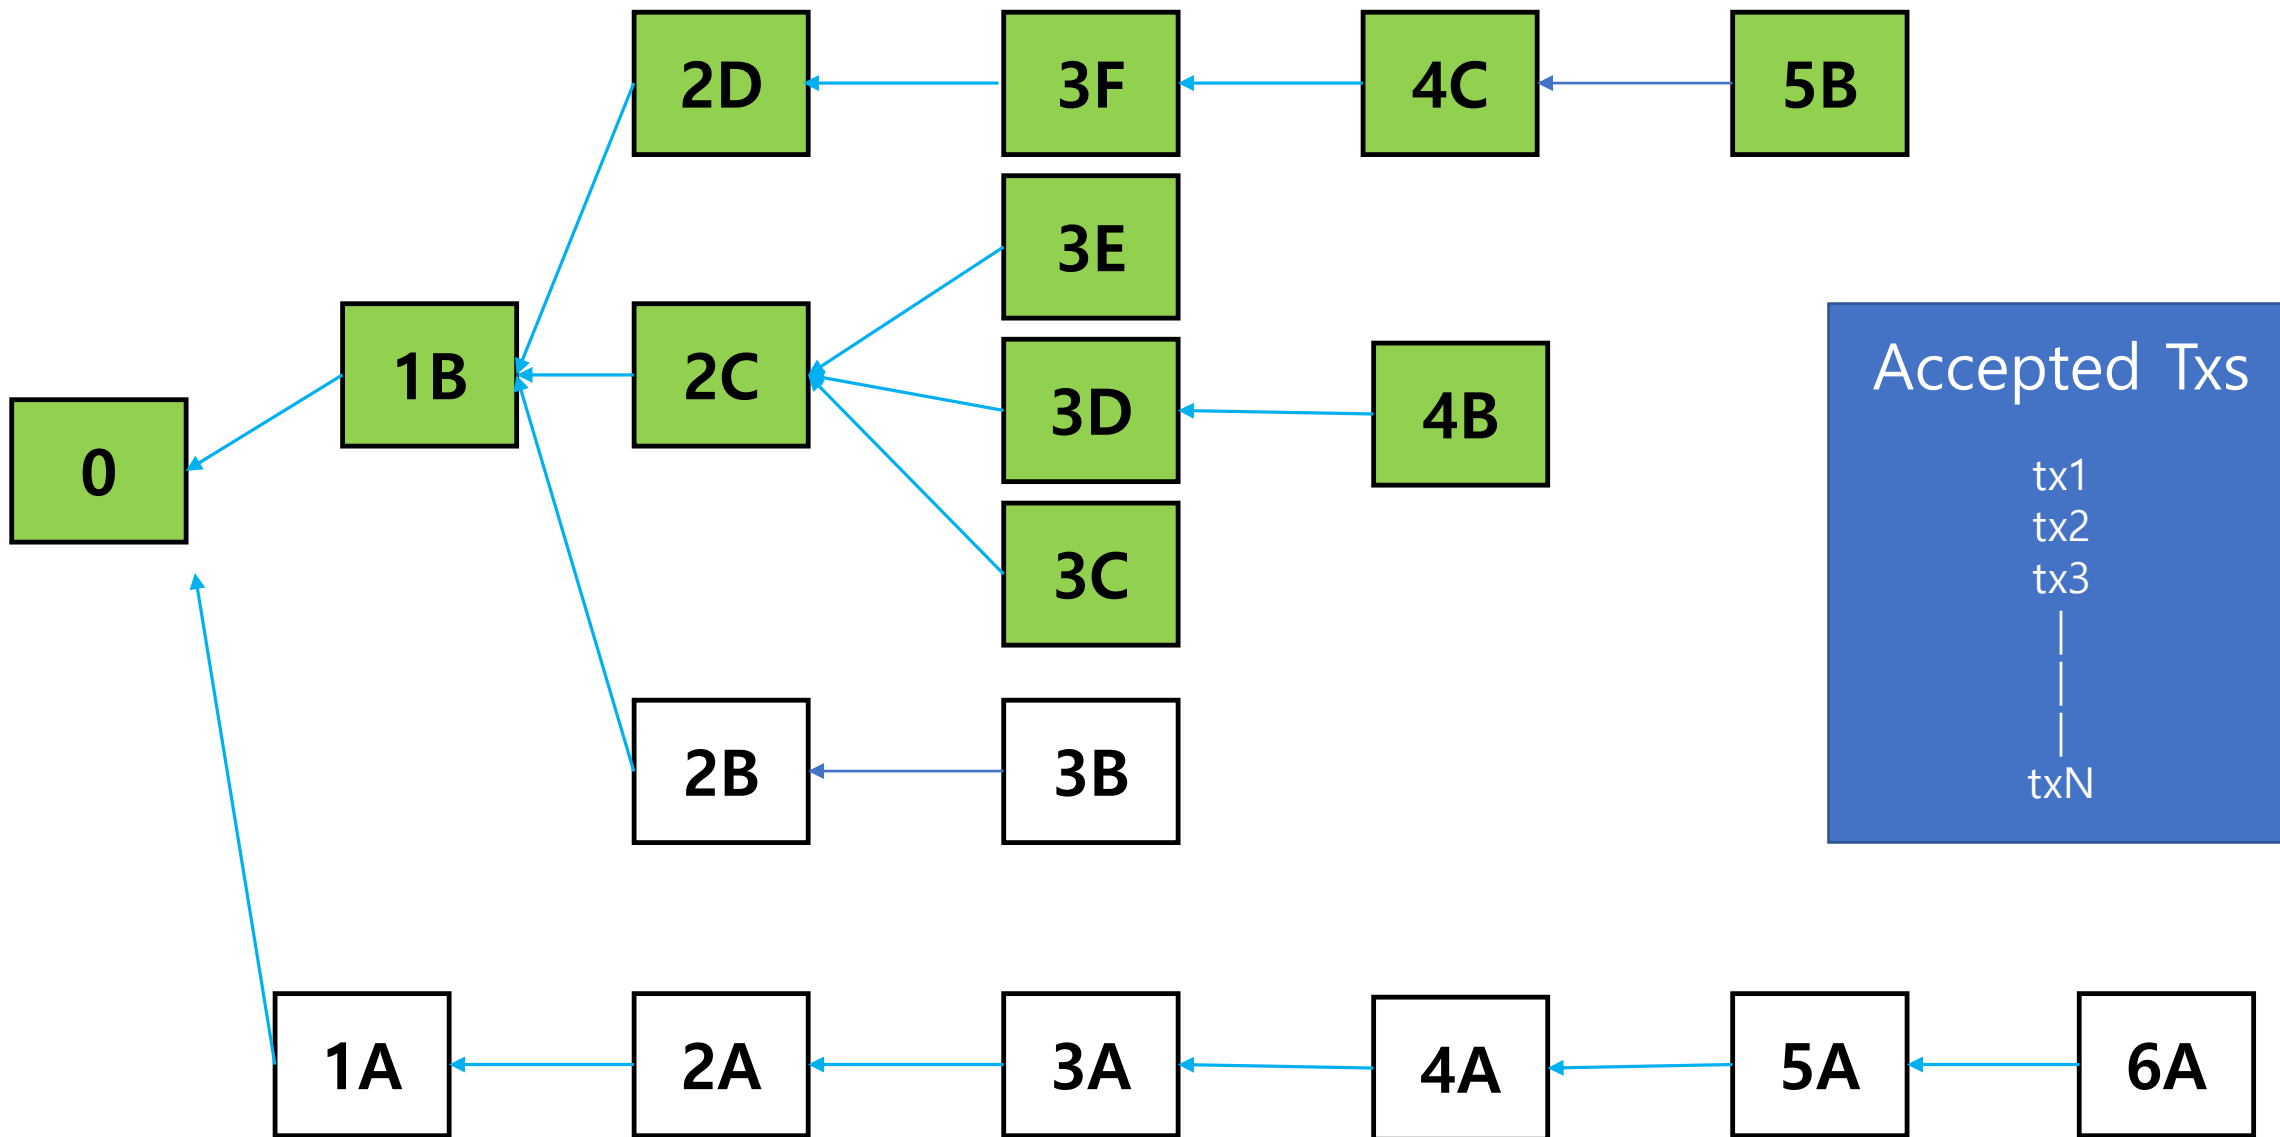 2D
3F
4C
5B
3E
1B
2C
3D
4B
0
3C
2B
3B
1A
2A
3A
4A
5A
6A
Accepted Txs
tx1
tx2
tx3
|
|
|
txN